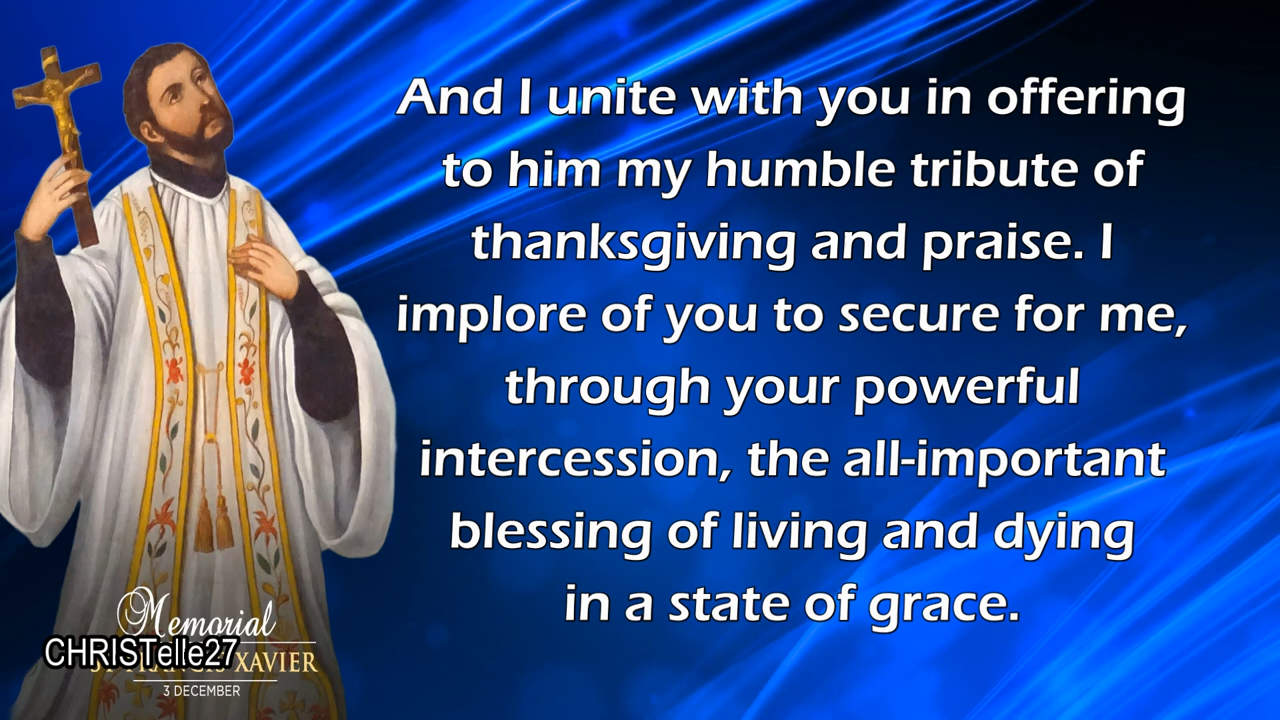 And I unite with you in offering
to him my humble tribute of
thanksgiving and praise. I
implore of you to secure for me,
through your powerful
intercession, the all-important
blessing of living and dying
in a state of grace.
Memorial
CHRISTelle27
ST FRANCIS XAVIER
3 DECEMBER